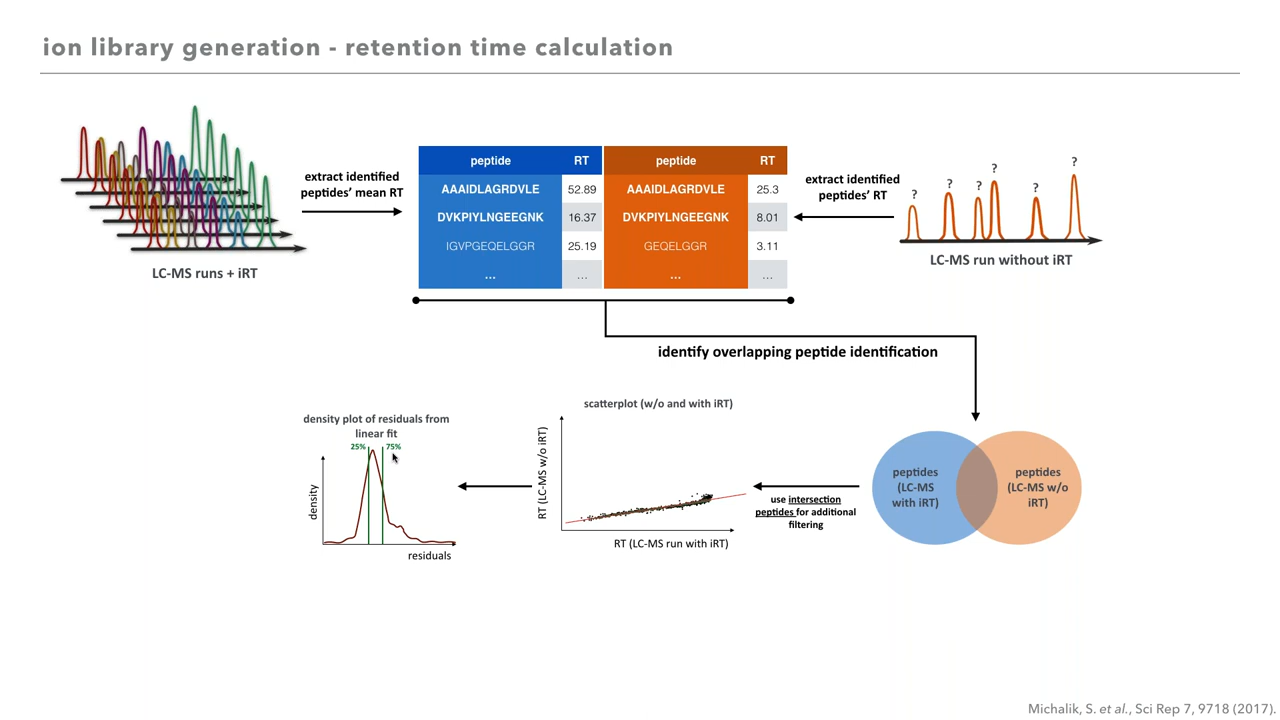 ion library generation - retention time calculation
extract identified
peptides' mean RT
LC-MS runs + iRT
peptide RT peptide RT
AAAIDLAGRDVLE 52.89 AAAIDLAGRDVLE 25.3
DVKPIYLNGEEGNK 16.37 DVKPIYLNGEEGNK 8.01
IGVPGEQELGGR 25.19 GEQELGGR 3.11
... ... ... ...
extract identified
peptides' RT
? ? ? ? ? ?
LC-MS run without iRT
identify overlapping peptide identification
peptides
(LC-MS
with iRT)
peptides
(LC-MS w/o
iRT)
use intersection
peptides for additional
filtering
scatterplot (w/o and with iRT)
RT (LC-MS w/o iRT)
RT (LC-MS run with iRT)
density plot of residuals from
linear fit
25% 75%
density
residuals
Michalik, S. et al., Sci Rep 7, 9718 (2017).